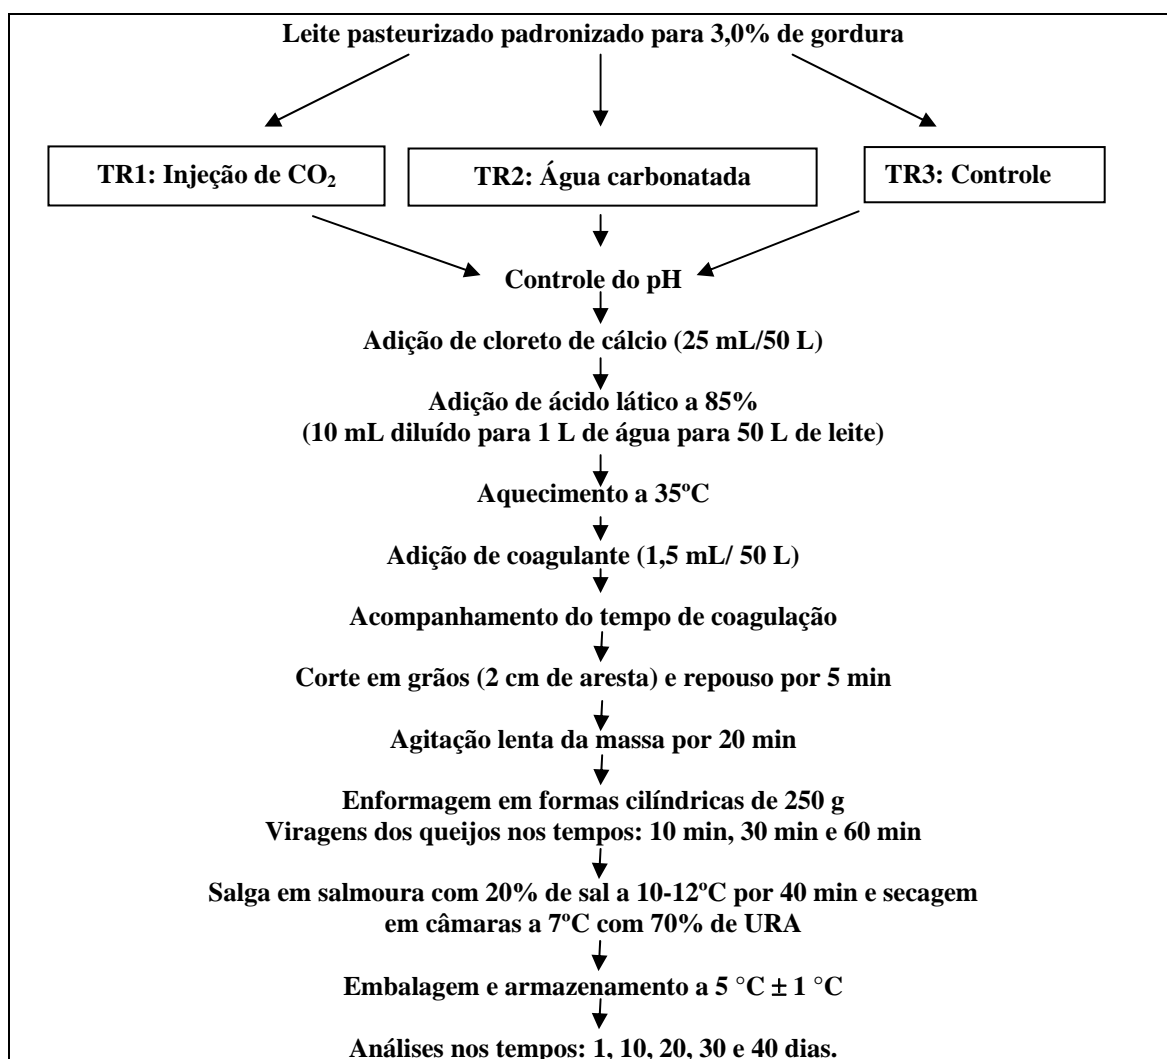 Leite pasteurizado padronizado para 3,0% de gordura
TR1: Injeção de CO₂
TR2: Água carbonatada
TR3: Controle
Controle do pH
Adição de cloreto de cálcio (25 mL/50 L)
Adição de ácido lático a 85%
(10 mL diluído para 1 L de água para 50 L de leite)
Aquecimento a 35ºC
Adição de coagulante (1,5 mL/ 50 L)
Acompanhamento do tempo de coagulação
Corte em grãos (2 cm de aresta) e repouso por 5 min
Agitação lenta da massa por 20 min
Enformagem em formas cilíndricas de 250 g
Viragens dos queijos nos tempos: 10 min, 30 min e 60 min
Salga em salmoura com 20% de sal a 10-12ºC por 40 min e secagem
em câmaras a 7ºC com 70% de URA
Embalagem e armazenamento a 5 °C ± 1 °C
Análises nos tempos: 1, 10, 20, 30 e 40 dias.